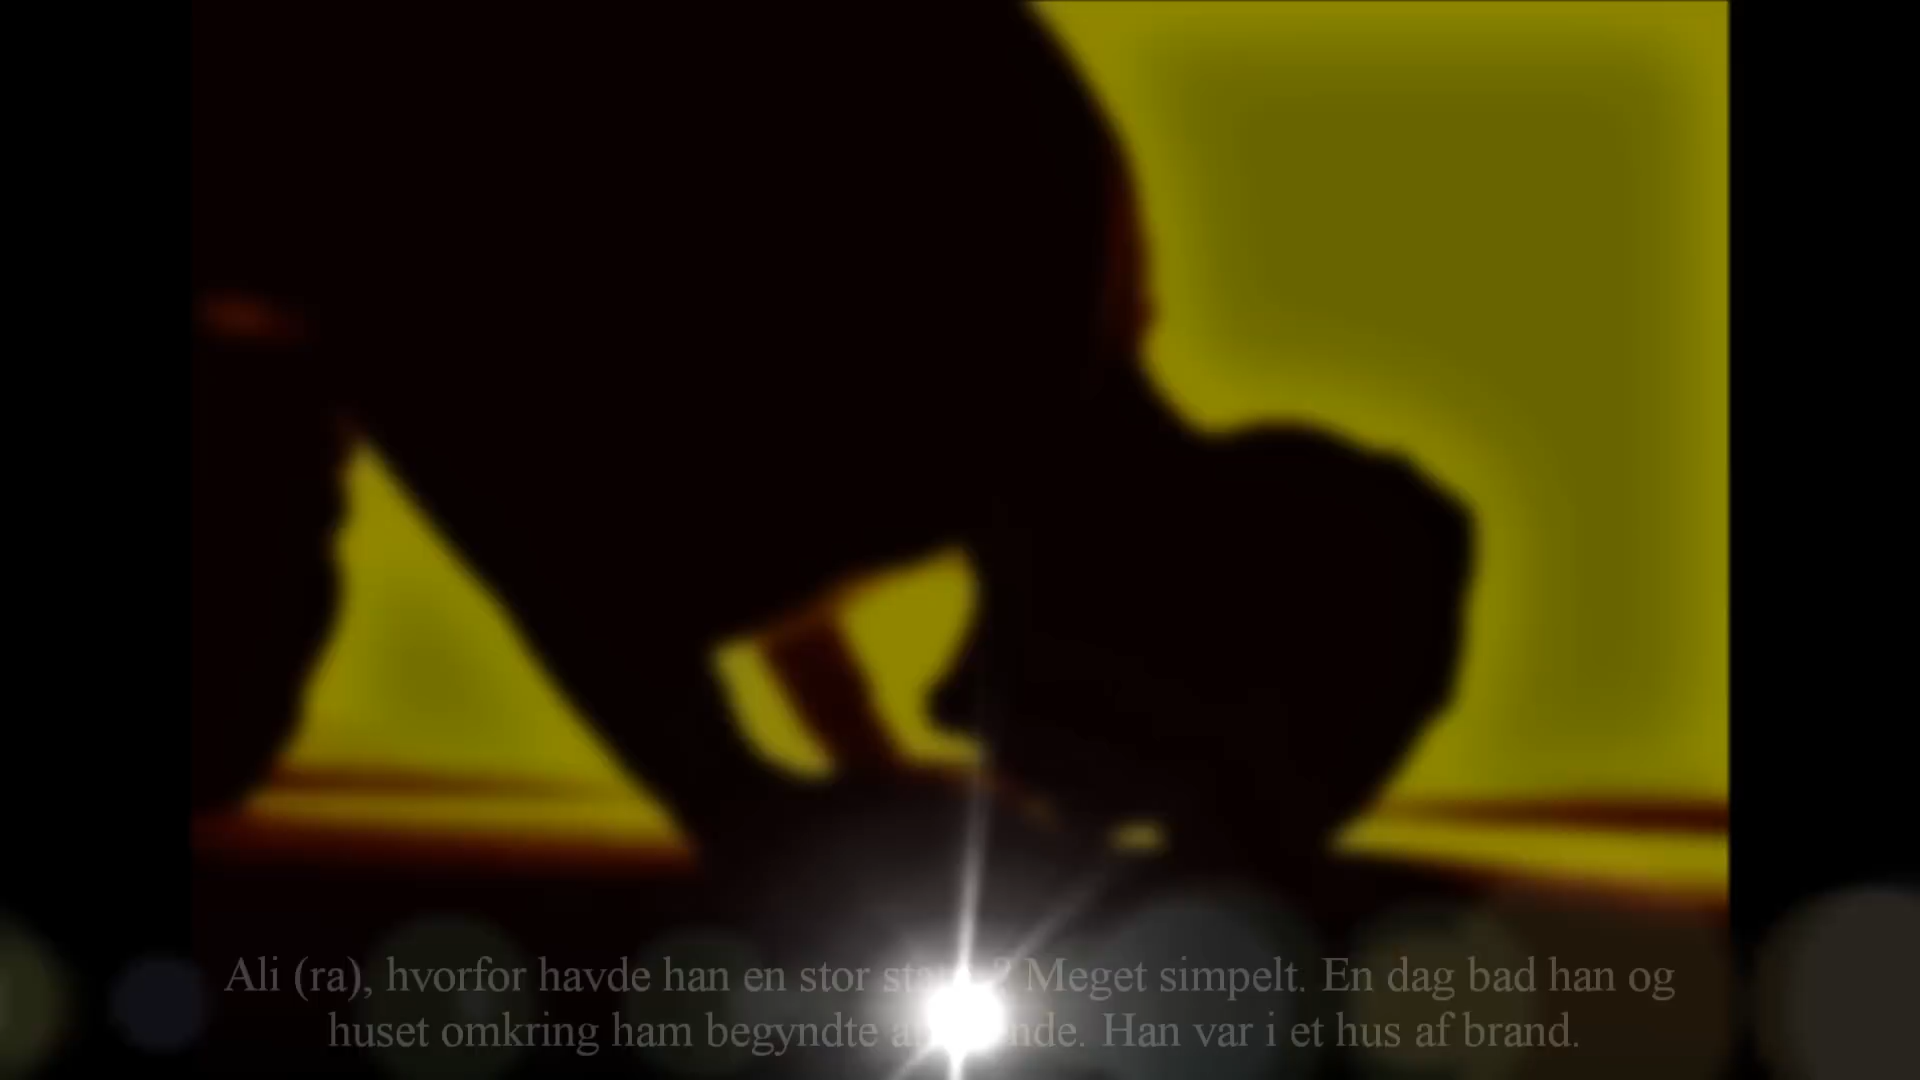 Ali (ra), hvorfor havde han en stor Meget simpelt. En dag bad han og
huset omkring ham begyndte Han var i et hus af brand.